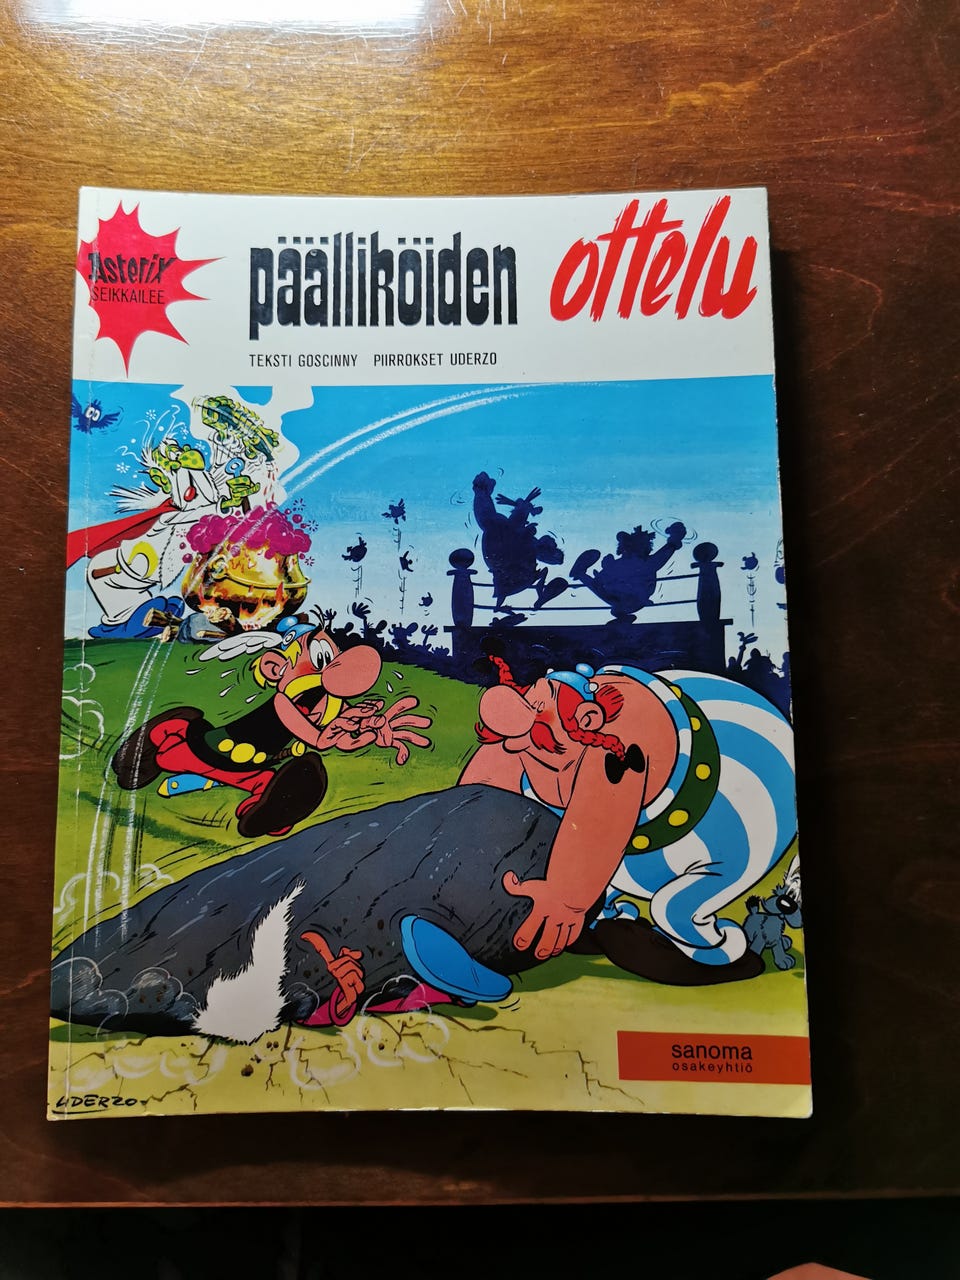 Asterix
SEIKKAILEE
päälliköiden
ottelu
TEKSTI GOSCINNY PIIRROKSET UDERZO
sanoma
osakeyhtiö
UDERZO